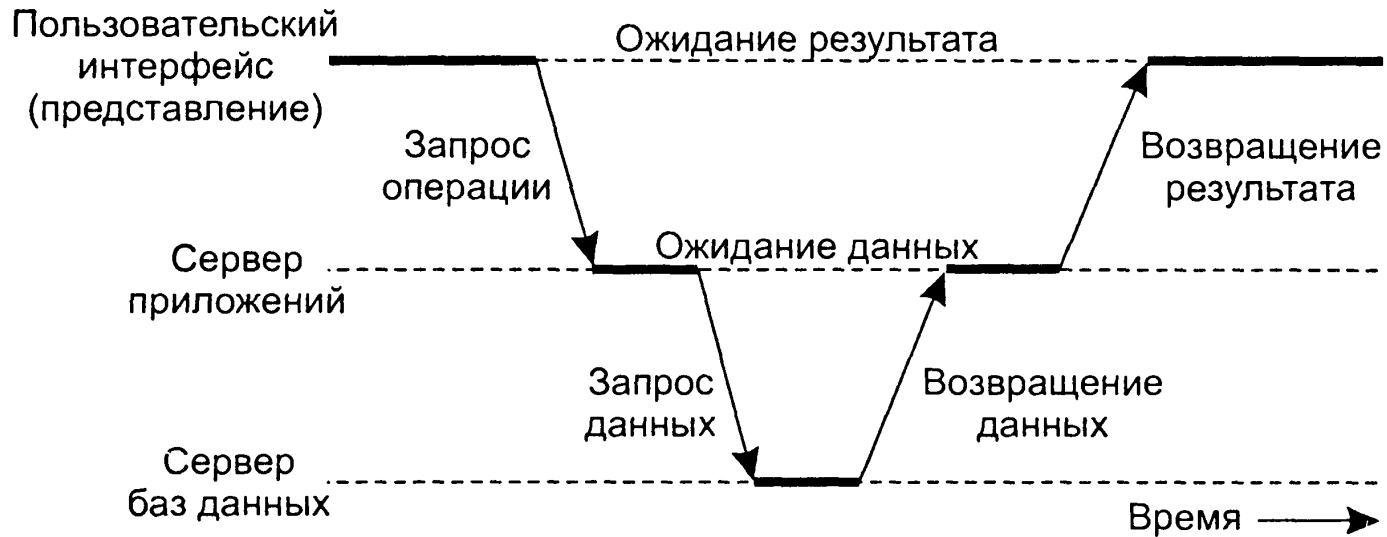 Пользовательский
интерфейс
(представление)
Ожидание результата
Запрос
операции
Возвращение
результата
Сервер
приложений
Ожидание данных
Запрос
данных
Возвращение
данных
Сервер
баз данных
Время